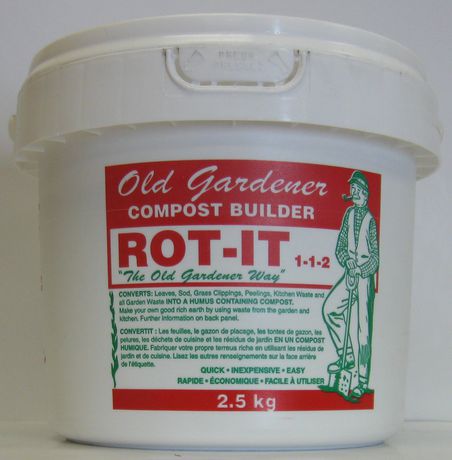 Old Gardener
COMPOST BUILDER
ROT-IT 1-1-2
"The Old Gardener Way"
CONVERTS: Leaves, Sod, Grass Clippings, Peelings, Kitchen Waste and
all Garden Waste INTO A HUMUS CONTAINING COMPOST.
Make your own good rich earth by using waste from the garden and
kitchen. Further information on back panel.
CONVERTIT : Les feuilles, le gazon de placage, les tontes de gazon, les
pelures, les déchets de cuisine et les résidus de jardin EN UN COMPOST
HUMIQUE. Fabriquer votre propre terreau riche en utilisant les résidus de
jardin et de cuisine. Lisez les autres renseignements sur la face arrière
de l'étiquette.
QUICK • INEXPENSIVE • EASY
RAPIDE • ÉCONOMIQUE • FACILE À UTILISER
2.5 kg